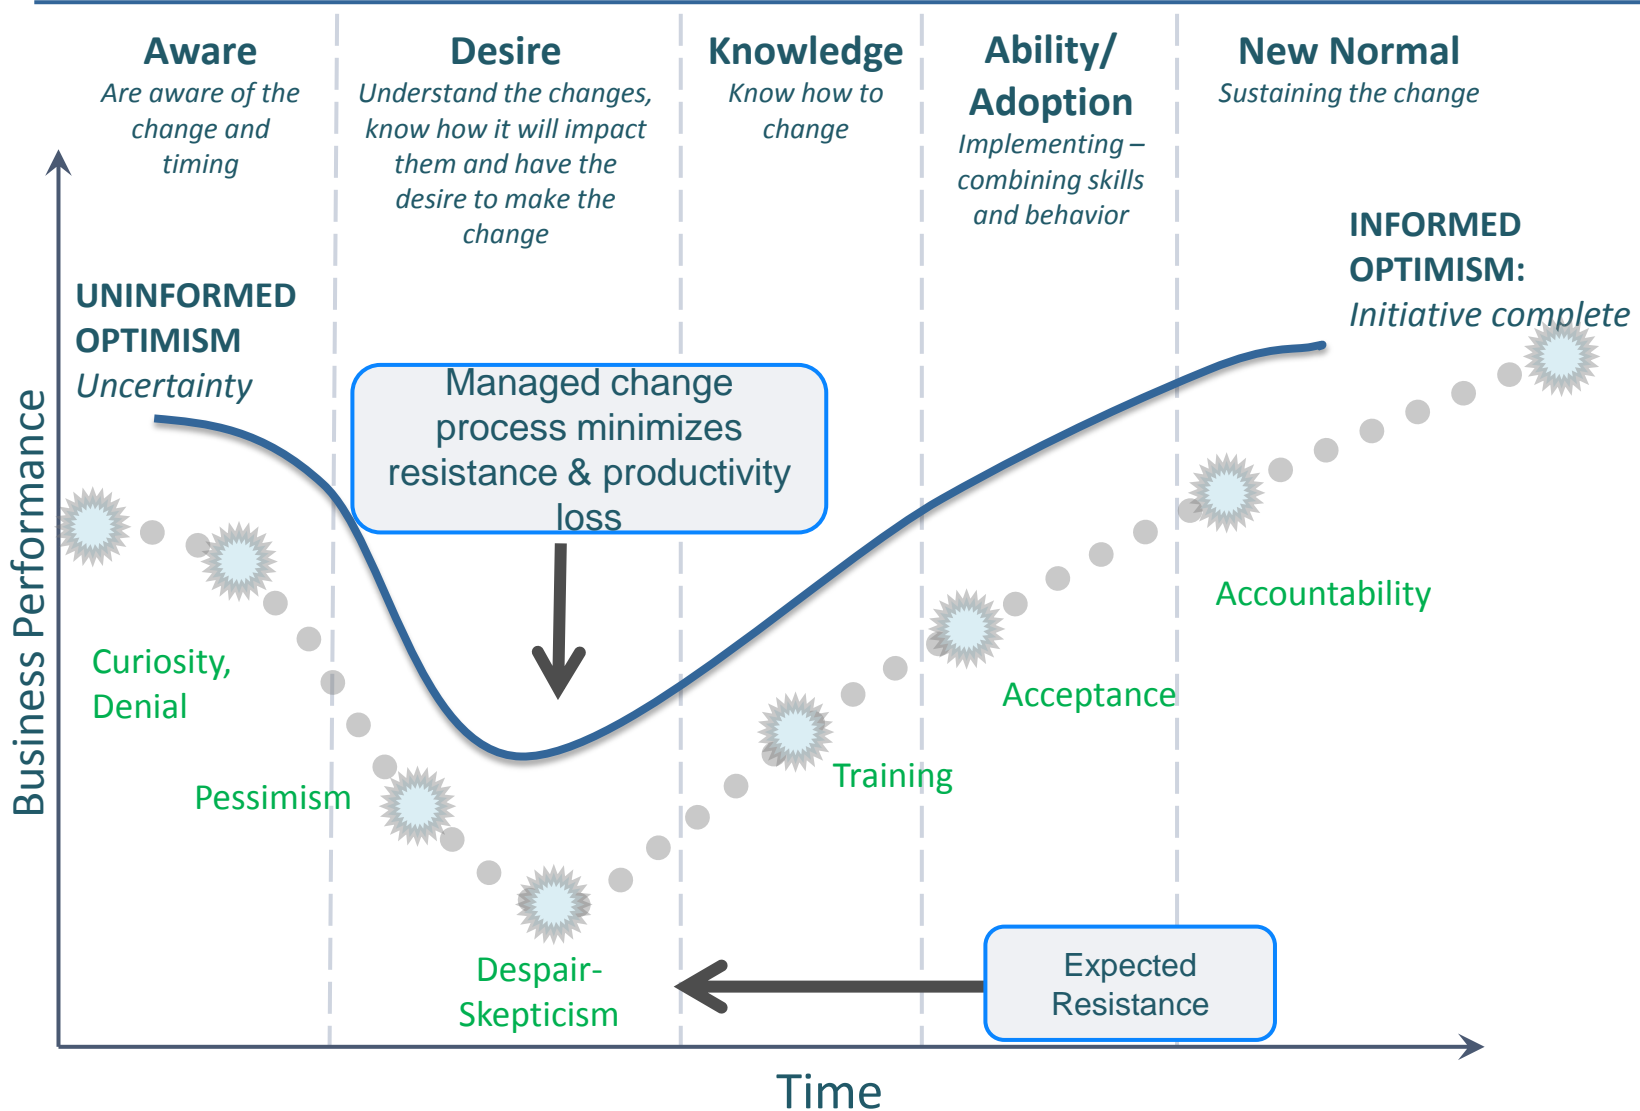 Aware
Are aware of the
change and
timing
Desire
Understand the changes,
know how it will impact
them and have the
desire to make the
change
Knowledge
Know how to
change
Ability/
Adoption
Implementing –
combining skills
and behavior
New Normal
Sustaining the change
UNINFORMED
OPTIMISM
Uncertainty
INFORMED
OPTIMISM:
Initiative complete
Managed change
process minimizes
resistance & productivity
loss
Business Performance
Curiosity,
Denial
Pessimism
Despair-
Skepticism
Training
Acceptance
Accountability
Expected
Resistance
Time